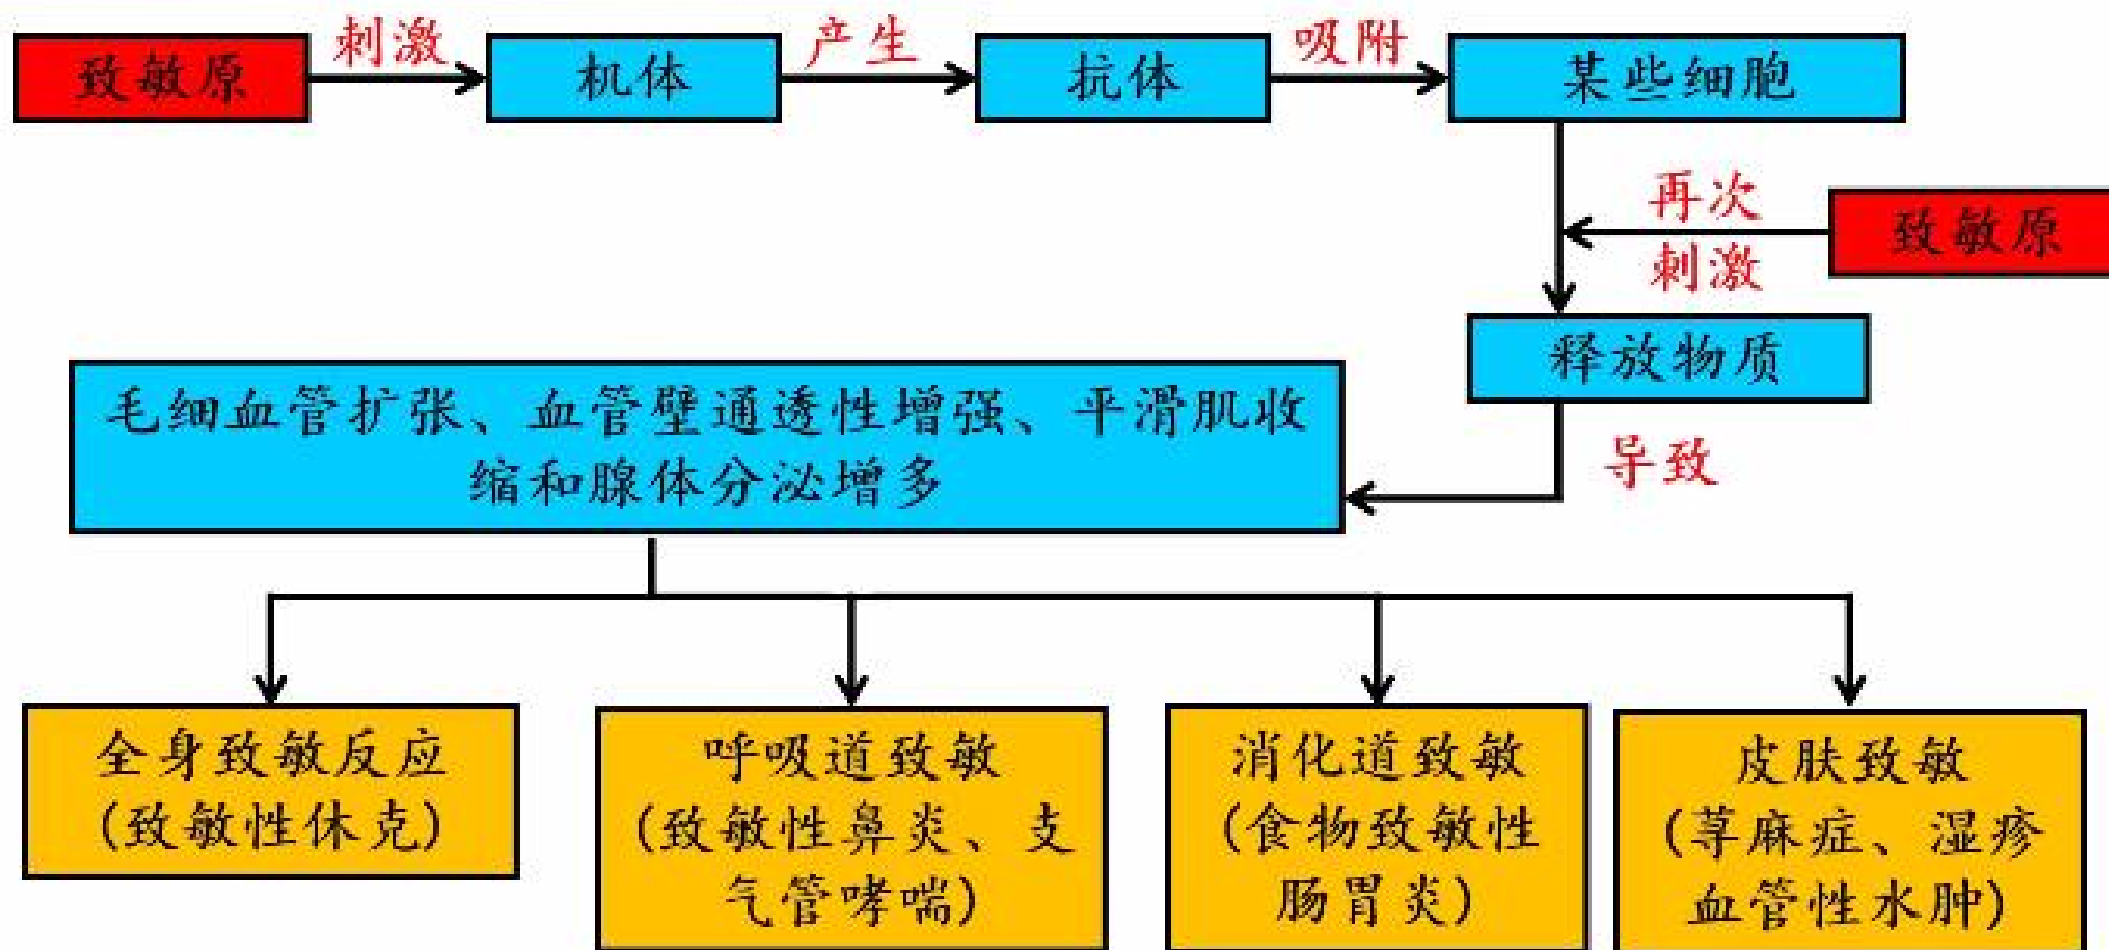 致敏原
刺激
机体
产生
抗体
吸附
某些细胞
再次
刺激
致敏原
释放物质
导致
毛细血管扩张、血管壁通透性增强、平滑肌收
缩和腺体分泌增多
全身致敏反应
(致敏性休克)
呼吸道致敏
(致敏性鼻炎、支
气管哮喘)
消化道致敏
(食物致敏性
肠胃炎)
皮肤致敏
(荨麻症、湿疹
血管性水肿)